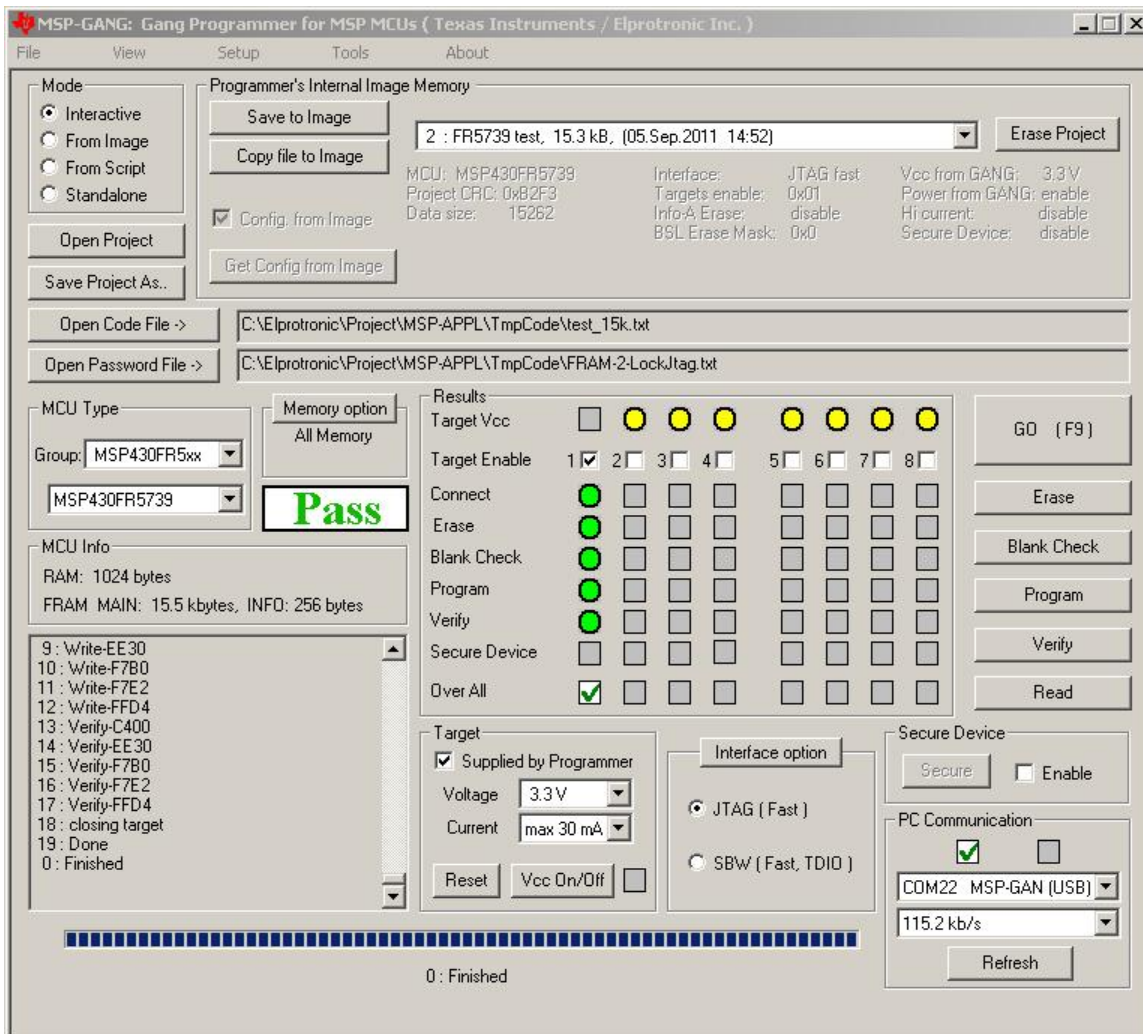 MSP-GANG: Gang Programmer for MSP MCUs ( Texas Instruments / Elprotronic Inc. )
File View Setup Tools About
Mode
Interactive
From Image
From Script
Standalone
Open Project
Save Project As..
Programmer's Internal Image Memory
Save to Image
Copy file to Image
2 : FR5739 test, 15.3 kB, (05.Sep.2011 14:52)
Erase Project
Config. from Image
Get Config from Image
MCU: MSP430FR5739
Project CRC: 0xB2F3
Data size: 15262
Interface: JTAG fast
Targets enable: 0x01
Info-A Erase: disable
BSL Erase Mask: 0x0
Vcc from GANG: 3.3 V
Power from GANG: enable
Hi current: disable
Secure Device: disable
Open Code File ->
C:\Elprotronic\Project\MSP-APPL\TmpCode\test_15k.txt
Open Password File ->
C:\Elprotronic\Project\MSP-APPL\TmpCode\FRAM-2-LockJtag.txt
MCU Type
Group: MSP430FR5xx
MSP430FR5739
Memory option
All Memory
Pass
MCU Info
RAM: 1024 bytes
FRAM MAIN: 15.5 kbytes, INFO: 256 bytes
9 : Write-EE30
10 : Write-F7B0
11 : Write-F7E2
12 : Write-FFD4
13 : Verify-C400
14 : Verify-EE30
15 : Verify-F7B0
16 : Verify-F7E2
17 : Verify-FFD4
18 : closing target
19 : Done
0 : Finished
Results
Target Vcc
Target Enable 1 2 3 4 5 6 7 8
Connect
Erase
Blank Check
Program
Verify
Secure Device
Over All
GO (F9)
Erase
Blank Check
Program
Verify
Read
Target
Supplied by Programmer
Voltage 3.3 V
Current max 30 mA
Reset
Vcc On/Off
Interface option
JTAG ( Fast )
SBW ( Fast, TDIO )
Secure Device
Secure
Enable
PC Communication
COM22 MSP-GAN (USB)
115.2 kb/s
Refresh
0 : Finished